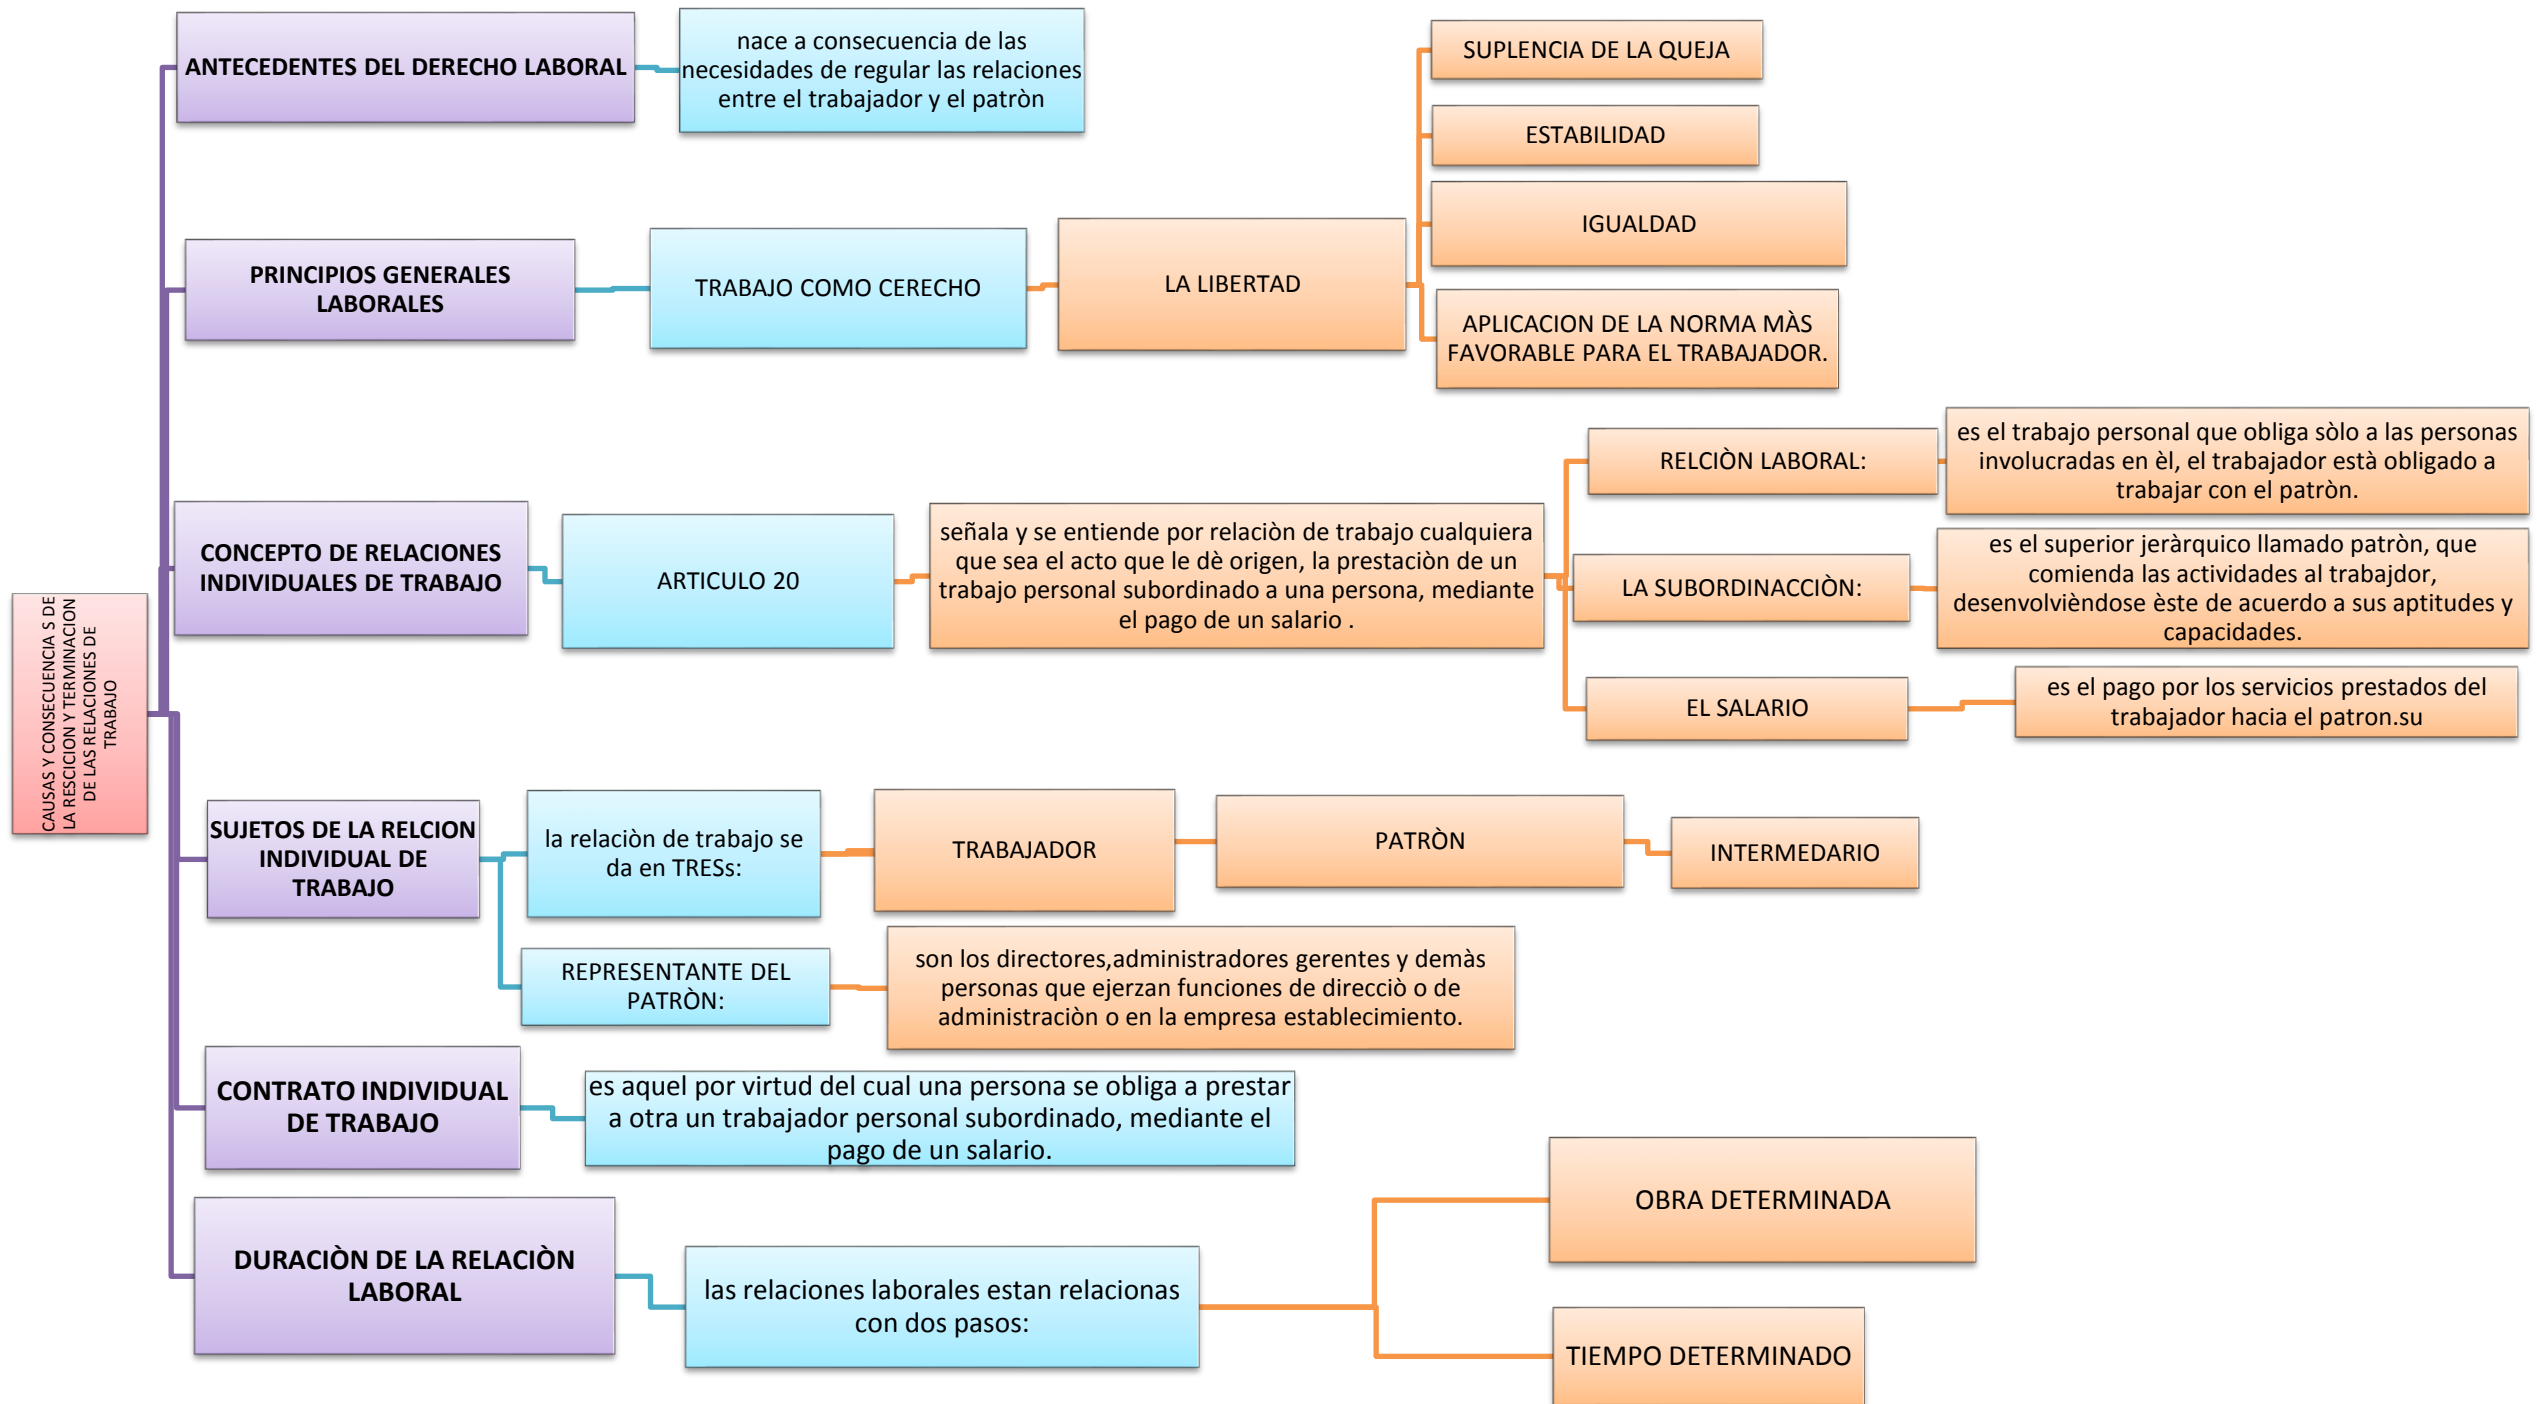 CAUSAS Y CONSECUENCIA S DE
LA RESCICION Y TERMINACION
DE LAS RELACIONES DE
TRABAJO
ANTECEDENTES DEL DERECHO LABORAL
nace a consecuencia de las
necesidades de regular las relaciones
entre el trabajador y el patròn
PRINCIPIOS GENERALES
LABORALES
TRABAJO COMO CERECHO
LA LIBERTAD
SUPLENCIA DE LA QUEJA
ESTABILIDAD
IGUALDAD
APLICACION DE LA NORMA MÀS
FAVORABLE PARA EL TRABAJADOR.
CONCEPTO DE RELACIONES
INDIVIDUALES DE TRABAJO
ARTICULO 20
señala y se entiende por relaciòn de trabajo cualquiera
que sea el acto que le dè origen, la prestaciòn de un
trabajo personal subordinado a una persona, mediante
el pago de un salario .
RELCIÒN LABORAL:
es el trabajo personal que obliga sòlo a las personas
involucradas en èl, el trabajador està obligado a
trabajar con el patròn.
LA SUBORDINACCIÒN:
es el superior jeràrquico llamado patròn, que
comienda las actividades al trabajdor,
desenvolvièndose èste de acuerdo a sus aptitudes y
capacidades.
EL SALARIO
es el pago por los servicios prestados del
trabajador hacia el patron.su
SUJETOS DE LA RELCION
INDIVIDUAL DE
TRABAJO
la relaciòn de trabajo se
da en TRESs:
TRABAJADOR
PATRÒN
INTERMEDARIO
REPRESENTANTE DEL
PATRÒN:
son los directores,administradores gerentes y demàs
personas que ejerzan funciones de direcciò o de
administraciòn o en la empresa establecimiento.
CONTRATO INDIVIDUAL
DE TRABAJO
es aquel por virtud del cual una persona se obliga a prestar
a otra un trabajador personal subordinado, mediante el
pago de un salario.
DURACIÒN DE LA RELACIÒN
LABORAL
las relaciones laborales estan relacionas
con dos pasos:
OBRA DETERMINADA
TIEMPO DETERMINADO